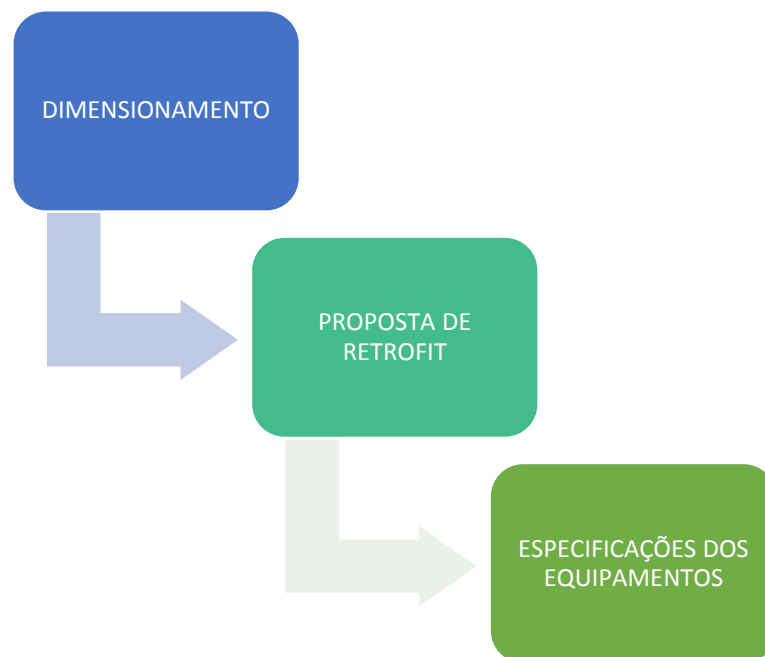 DIMENSIONAMENTO
PROPOSTA DE
RETROFIT
ESPECIFICAÇÕES DOS
EQUIPAMENTOS